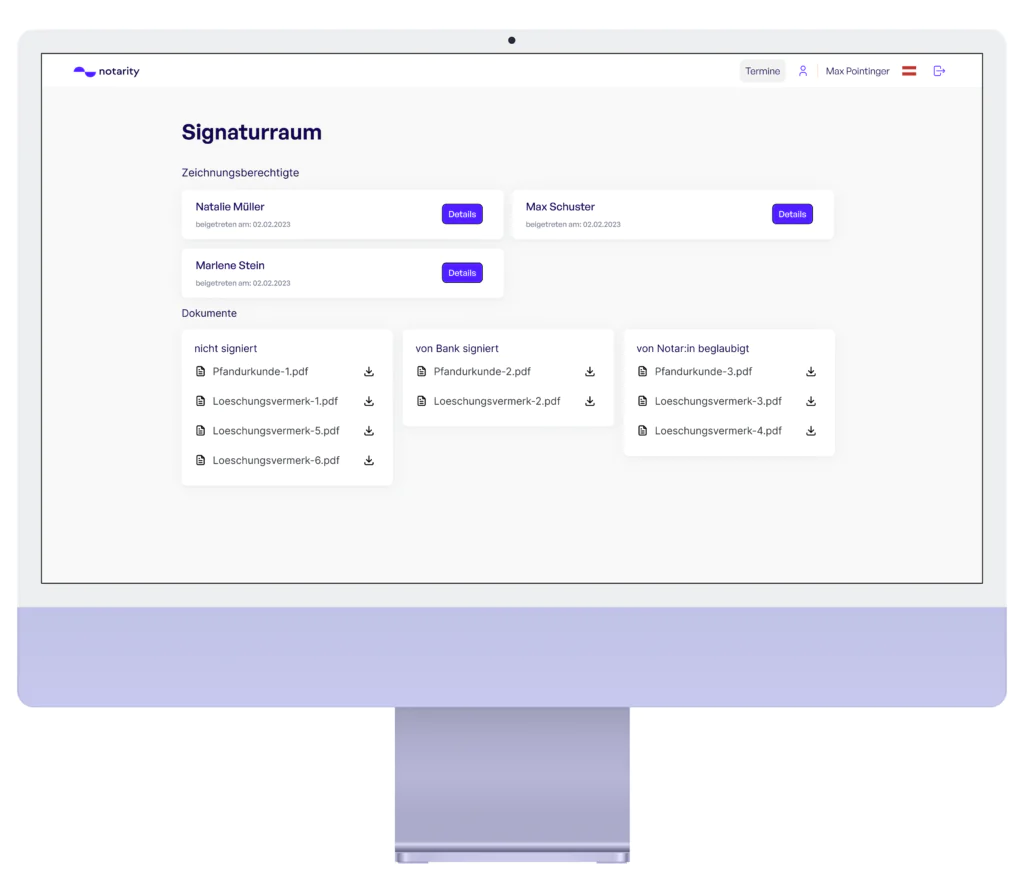 notarity
Termine
Max Pointinger
Signaturraum
Zeichnungsberechtigte
Natalie Müller
beigetreten am: 02.02.2023
Details
Max Schuster
beigetreten am: 02.02.2023
Details
Marlene Stein
beigetreten am: 02.02.2023
Details
Dokumente
nicht signiert
Pfandurkunde-1.pdf
Loeschungsvermerk-1.pdf
Loeschungsvermerk-5.pdf
Loeschungsvermerk-6.pdf
von Bank signiert
Pfandurkunde-2.pdf
Loeschungsvermerk-2.pdf
von Notar:in beglaubigt
Pfandurkunde-3.pdf
Loeschungsvermerk-3.pdf
Loeschungsvermerk-4.pdf